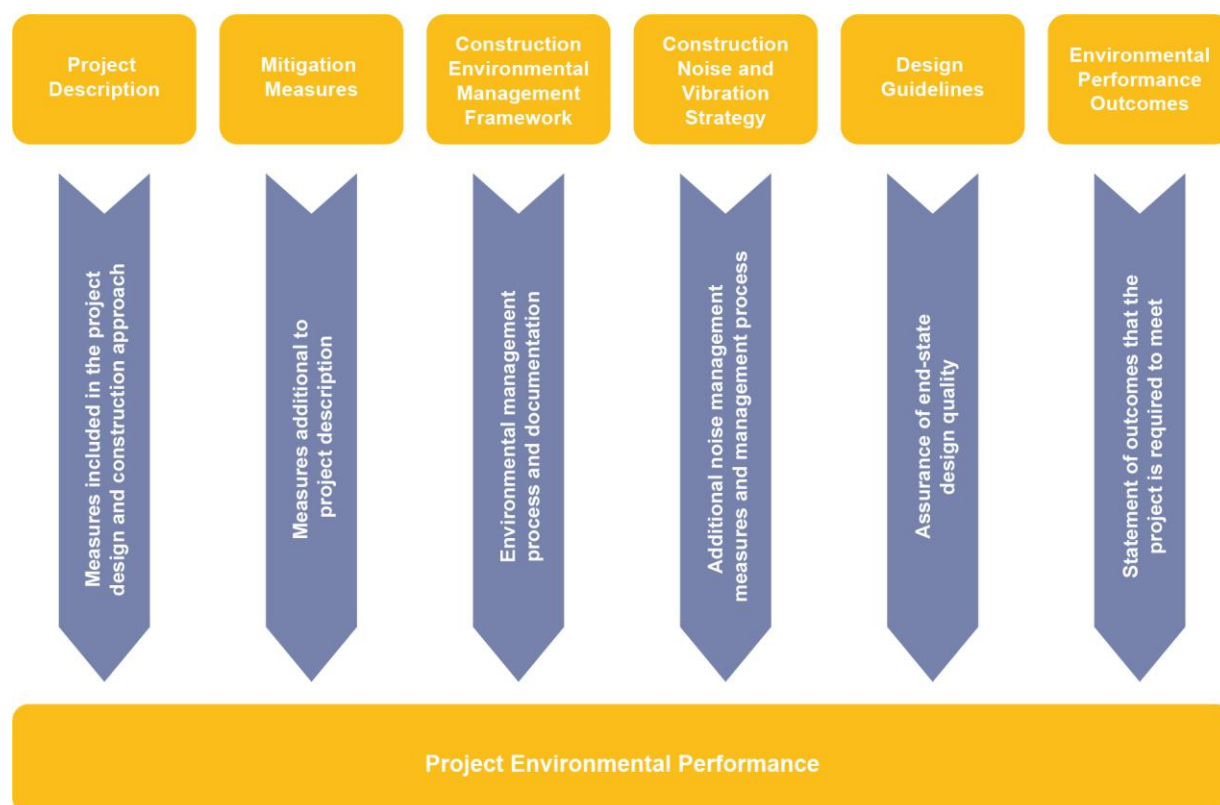 Project
Description
Mitigation
Measures
Construction
Environmental
Management
Framework
Construction
Noise and
Vibration
Strategy
Design
Guidelines
Environmental
Performance
Outcomes
Measures included in the project
design and construction approach
Measures additional to
project description
Environmental management
process and documentation
Additional noise management
measures and management process
Assurance of end-state
design quality
Statement of outcomes that the
project is required to meet
Project Environmental Performance